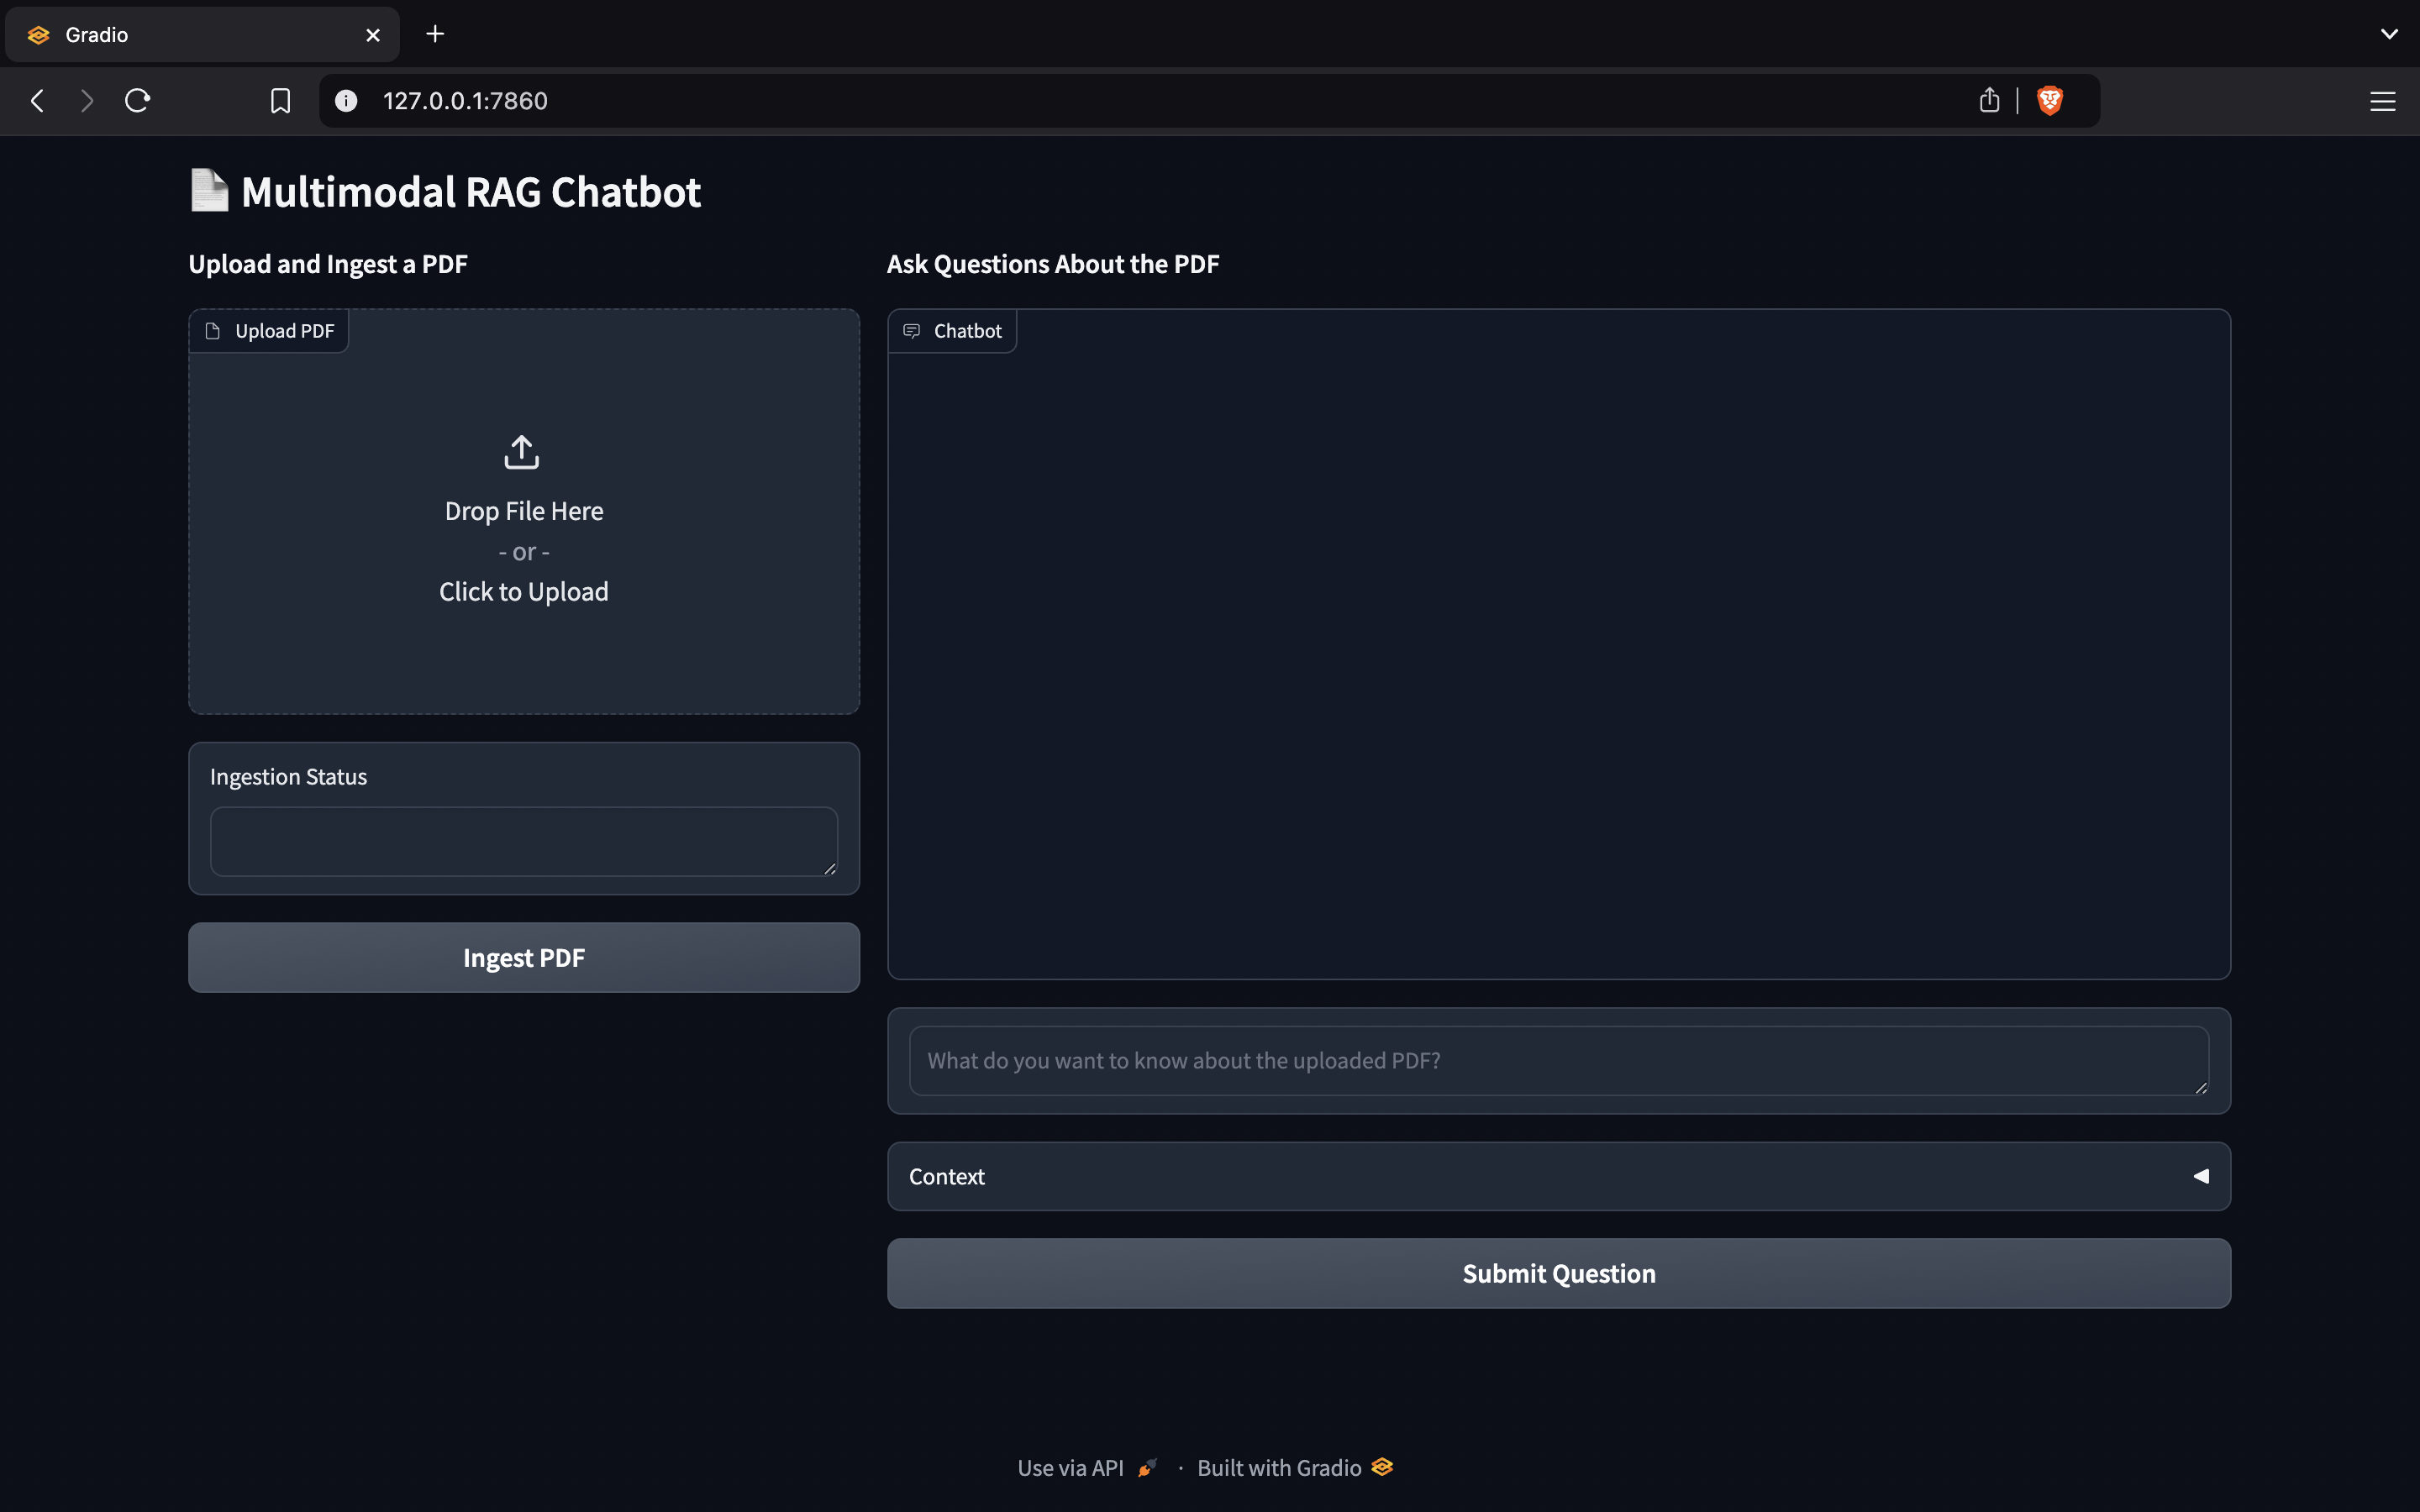 Gradio
127.0.0.1:7860
Multimodal RAG Chatbot
Upload and Ingest a PDF
Upload PDF
Drop File Here
- or -
Click to Upload
Ingestion Status
Ingest PDF
Ask Questions About the PDF
Chatbot
What do you want to know about the uploaded PDF?
Context
Submit Question
Use via API · Built with Gradio